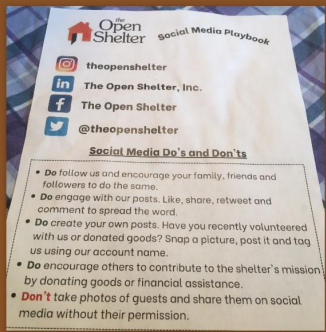 the
Open
Shelter
Social Media Playbook
theopenshelter
in
The Open Shelter, Inc.
f
The Open Shelter
@theopenshelter
Social Media Do's and Don'ts
• Do follow us and encourage your family, friends and
followers to do the same.
• Do engage with our posts. Like, share, retweet and
comment to spread the word.
• Do create your own posts. Have you recently volunteered
with us or donated goods? Snap a picture, post it and tag
us using our account name.
• Do encourage others to contribute to the shelter's mission
by donating goods or financial assistance.
• Don't take photos of guests and share them on social
media without their permission.